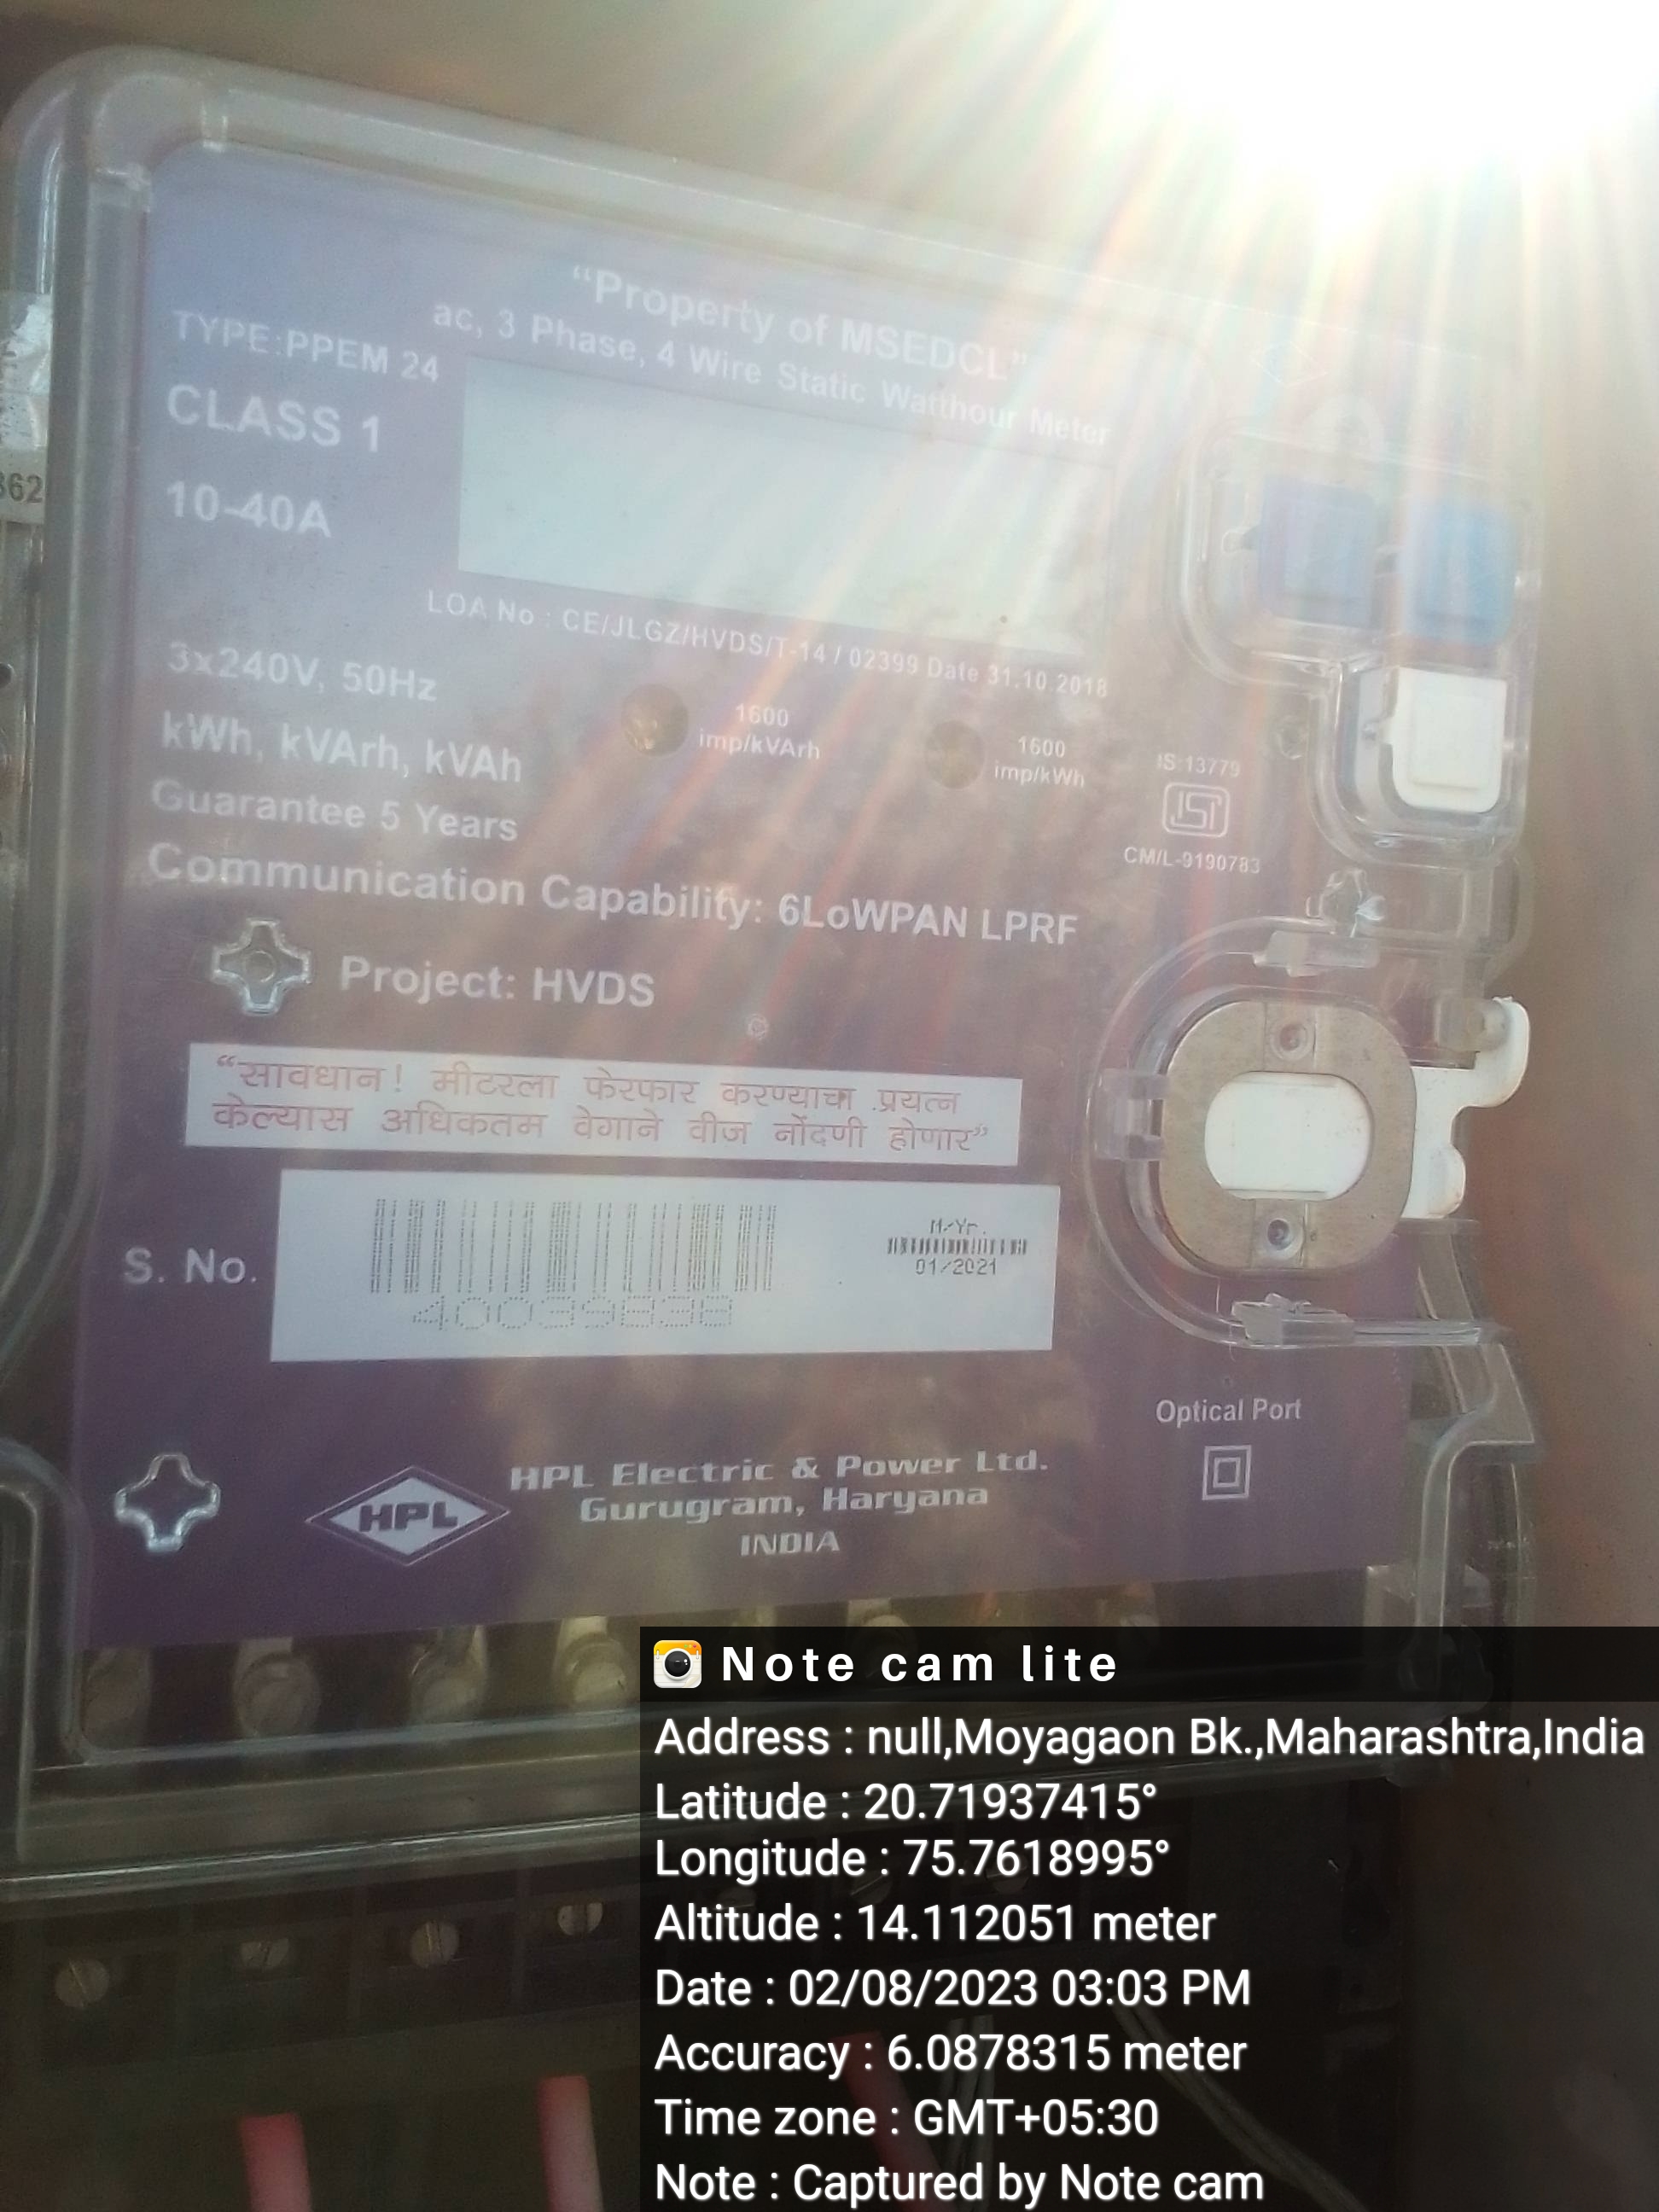 “Property of MSEDCL”
ac, 3 Phase, 4 Wire Static Watthour Meter
TYPE:PPEM 24
CLASS 1
10-40A
LOA No : CE/JLGZ/HVDS/T-14 / 02399 Date 31.10.2018
3x240V, 50Hz
1600
imp/kVArh
1600
imp/kWh
kWh, kVArh, kVAh
IS:13779
ISI
CM/L-9190783
Guarantee 5 Years
Communication Capability: 6LoWPAN LPRF
Project: HVDS
“सावधान! मीटरला फेरफार करण्याचा प्रयत्न
केल्यास अधिकतम वेगाने वीज नोंदणी होणार”
S. No.
40039838
M/Yr.
01/2021
Optical Port
HPL
HPL Electric & Power Ltd.
Gurugram, Haryana
INDIA
Note cam lite
Address : null,Moyagaon Bk.,Maharashtra,India
Latitude : 20.71937415°
Longitude : 75.7618995°
Altitude : 14.112051 meter
Date : 02/08/2023 03:03 PM
Accuracy : 6.0878315 meter
Time zone : GMT+05:30
Note : Captured by Note cam